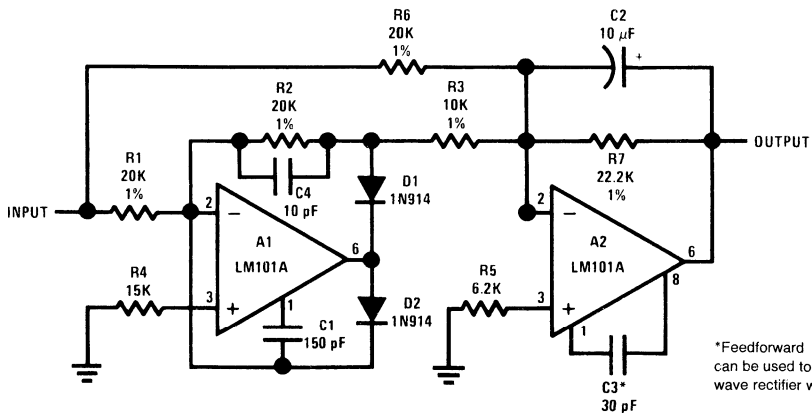 R6
20K
1%
C2
10 μF
+
R2
20K
1%
R3
10K
1%
R1
20K
1%
C4
10 pF
D1
1N914
R7
22.2K
1%
OUTPUT
INPUT
2
−
A1
LM101A
6
3
+
1
R4
15K
C1
150 pF
D2
1N914
2
−
A2
LM101A
6
8
3
+
1
R5
6.2K
C3*
30 pF
*Feedforward
can be used to
wave rectifier